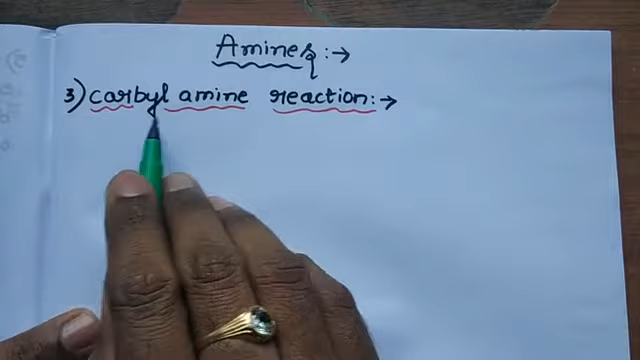 Amines :→
3) carbyl amine reaction :→